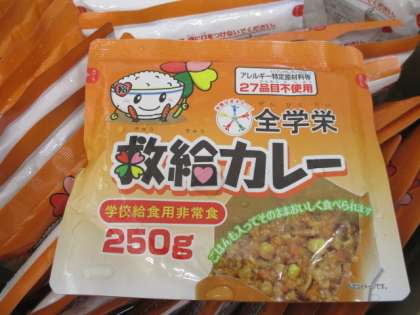 アレルギー特定原材料等
27品目不使用
全学栄
救給カレー
学校給食用非常食
250g
ごはんも入ってそのままおいしく食べられます